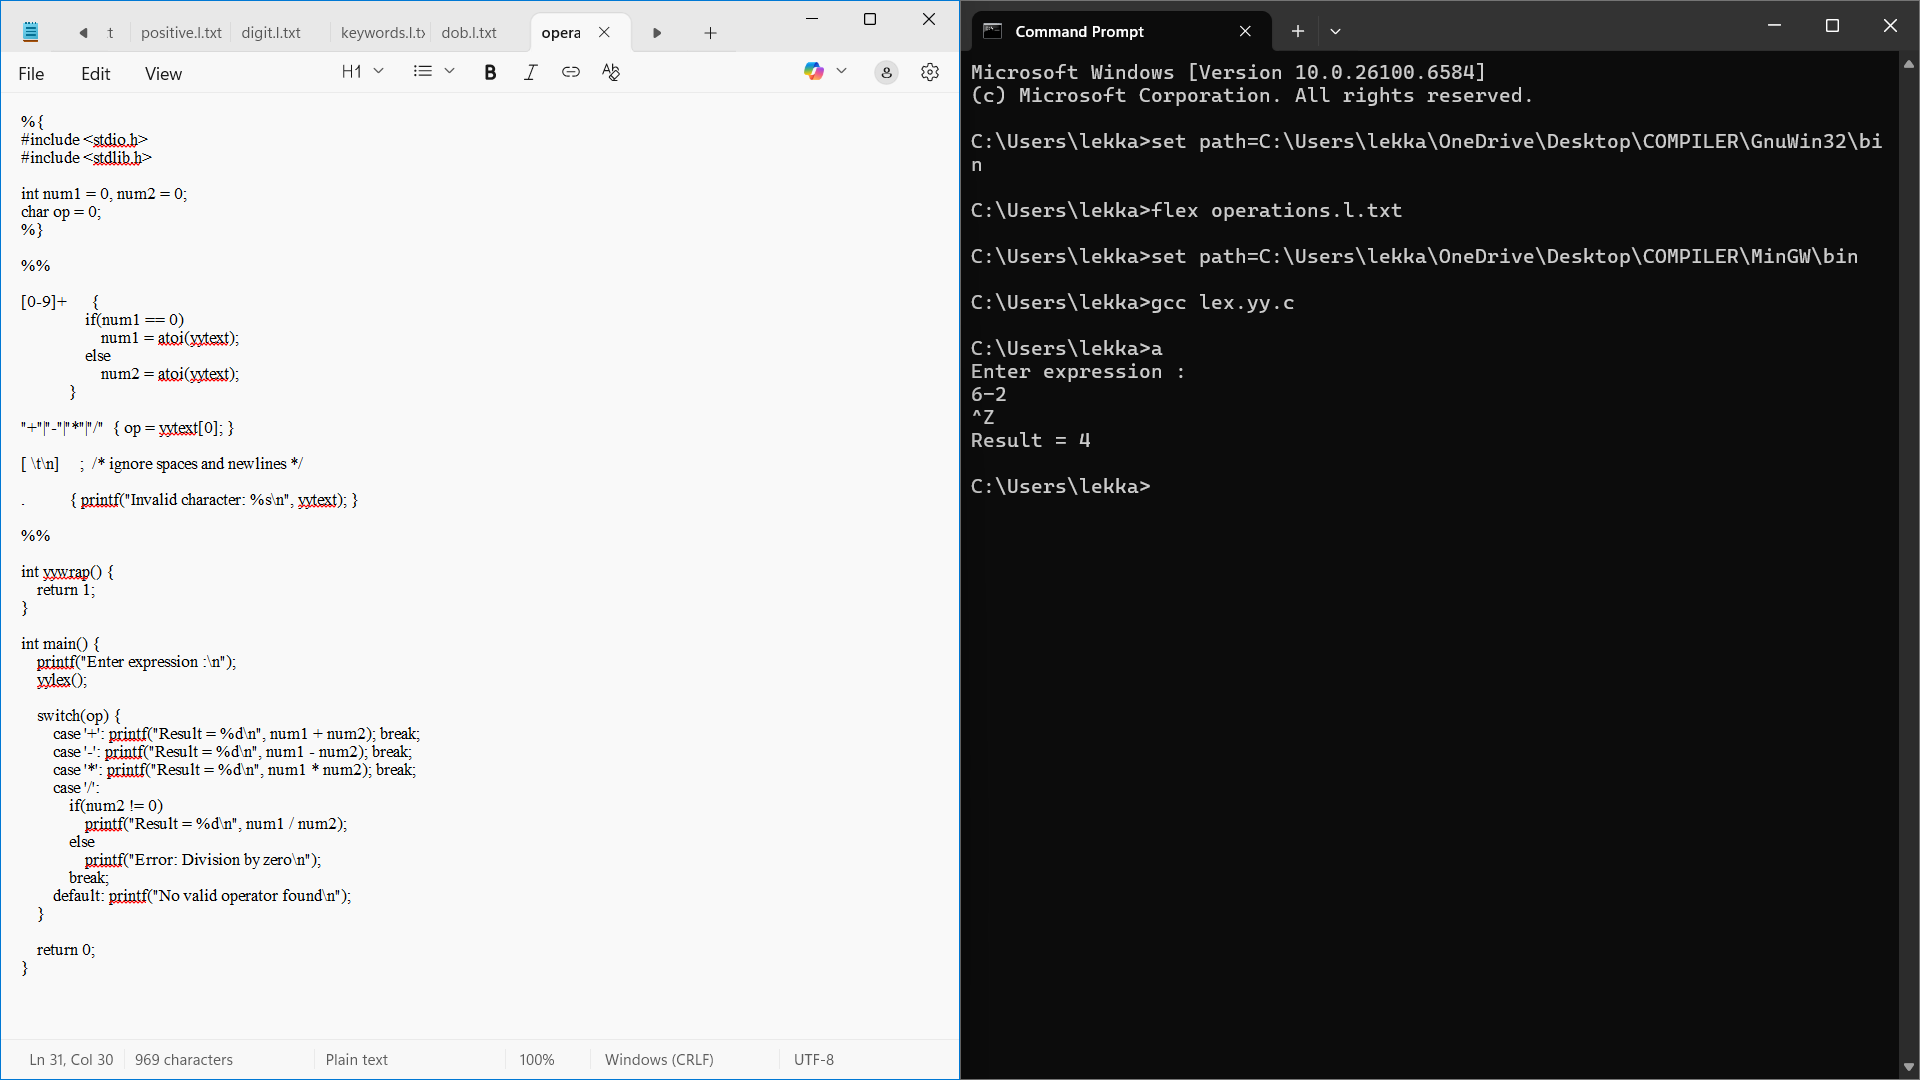 t
positive.l.txt
digit.l.txt
keywords.l.tx
dob.l.txt
opera
File
Edit
View
H1
B
I
%{
#include <stdio.h>
#include <stdlib.h>
int num1 = 0, num2 = 0;
char op = 0;
%}
%%
[0-9]+ {
if(num1 == 0)
num1 = atoi(yytext);
else
num2 = atoi(yytext);
}
"+"|"-"|"*"|"/" { op = yytext[0]; }
[ \t\n] ; /* ignore spaces and newlines */
. { printf("Invalid character: %s\n", yytext); }
%%
int yywrap() {
return 1;
}
int main() {
printf("Enter expression :\n");
yylex();
switch(op) {
case '+': printf("Result = %d\n", num1 + num2); break;
case '-': printf("Result = %d\n", num1 - num2); break;
case '*': printf("Result = %d\n", num1 * num2); break;
case '/':
if(num2 != 0)
printf("Result = %d\n", num1 / num2);
else
printf("Error: Division by zero\n");
break;
default: printf("No valid operator found\n");
}
return 0;
}
Ln 31, Col 30
969 characters
Plain text
100%
Windows (CRLF)
UTF-8
Command Prompt
Microsoft Windows [Version 10.0.26100.6584]
(c) Microsoft Corporation. All rights reserved.
C:\Users\lekka>set path=C:\Users\lekka\OneDrive\Desktop\COMPILER\GnuWin32\bi
n
C:\Users\lekka>flex operations.l.txt
C:\Users\lekka>set path=C:\Users\lekka\OneDrive\Desktop\COMPILER\MinGW\bin
C:\Users\lekka>gcc lex.yy.c
C:\Users\lekka>a
Enter expression :
6-2
^Z
Result = 4
C:\Users\lekka>